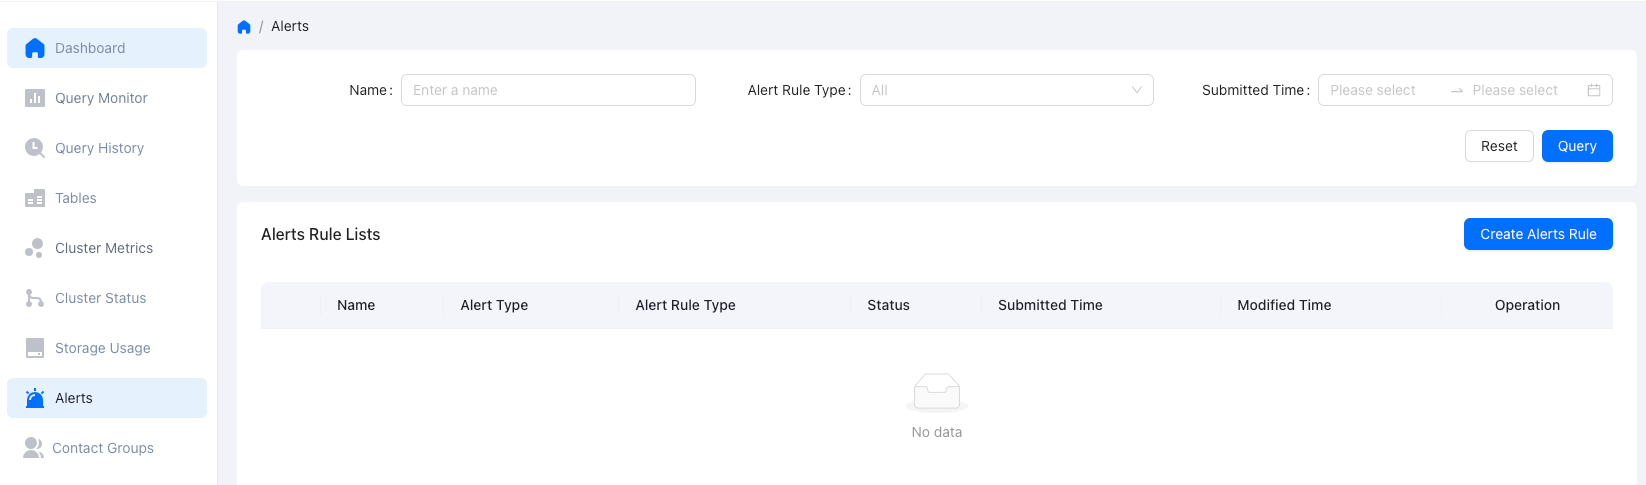 Dashboard
Query Monitor
Query History
Tables
Cluster Metrics
Cluster Status
Storage Usage
Alerts
Contact Groups
/ Alerts
Name : Enter a name
Alert Rule Type : All
Submitted Time : Please select → Please select
Reset Query
Alerts Rule Lists
Create Alerts Rule
Name Alert Type Alert Rule Type Status Submitted Time Modified Time Operation
No data